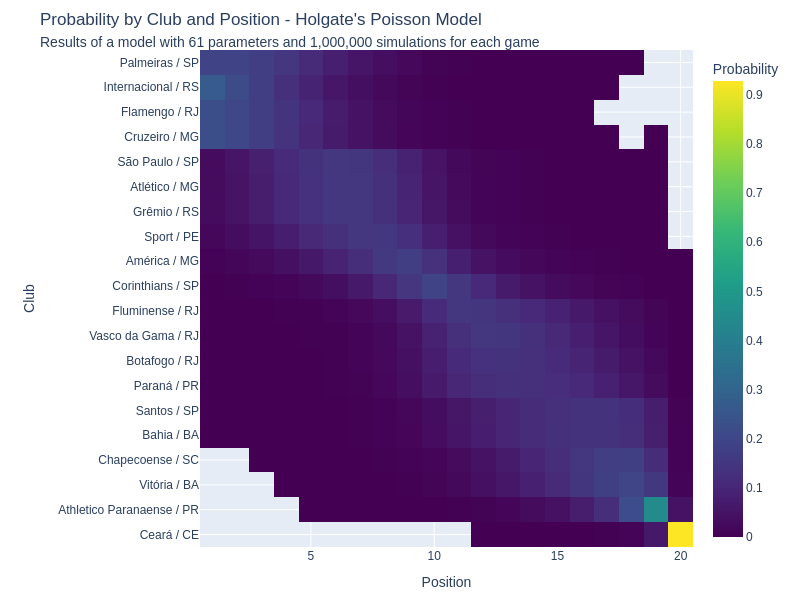 Probability by Club and Position - Holgate's Poisson Model
Results of a model with 61 parameters and 1,000,000 simulations for each game
Probability
Palmeiras / SP
Internacional / RS
Flamengo / RJ
Cruzeiro / MG
São Paulo / SP
Atlético / MG
Grêmio / RS
Sport / PE
América / MG
Corinthians / SP
Fluminense / RJ
Vasco da Gama / RJ
Botafogo / RJ
Paraná / PR
Santos / SP
Bahia / BA
Chapecoense / SC
Vitória / BA
Athletico Paranaense / PR
Ceará / CE
Club
5
10
15
20
Position
0.9
0.8
0.7
0.6
0.5
0.4
0.3
0.2
0.1
0